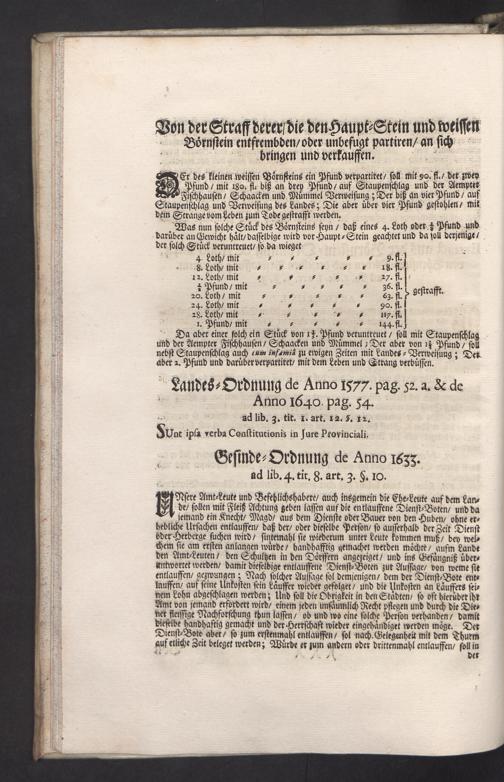 Von der Straff derer/ die den Haupt-Stein und weissen
Börnstein entfrembden/ oder unbefugt partiren/ an sich
bringen und verkauffen.
DEr des kleinen weissen Börnsteins ein Pfund verpartitet/ soll mit 90. fl./ der zwey
Pfund/ mit 180. fl. biß an drey Pfund/ auf Staupenschlag und der Aempter
Fischhausen/ Schaacken und Mümmel Verweisung; Der biß an vier Pfund/ auf
Staupenschlag und Verweisung des Landes; Die aber über vier Pfund gestohlen/ mit
dem Strange vom Leben zum Tode gestrafft werden.
Was nun solche Stück des Börnsteins seyn/ daß eines 4. Loth oder ⅛ Pfund und
darüber an Gewicht hält/ dasselbige wird vor Haupt-Stein geachtet und da soll derjenige/
der solch Stück veruntreuet/ so da wieget
4. Loth/ mit 9. fl.
8. Loth/ mit 18. fl.
12. Loth/ mit 27. fl.
½ Pfund/ mit 36. fl.
20. Loth/ mit 63. fl.
24. Loth/ mit 90. fl.
28. Loth/ mit 117. fl.
1. Pfund/ mit 144. fl.
gestrafft.
Da aber einer solch ein Stück von Pfund veruntreuet/ soll mit Staupenschlag
und der Aempter Fischhausen/ Schaacken und Mümmel; Der aber von 1½ Pfund/ soll
nebst Staupenschlag auch cum infamiâ zu ewigen Zeiten mit Landes-Verweisung; Der
aber 2. Pfund und darüber verpartitet/ mit dem Leben und Strang verbüssen.
Landes-Ordnung de Anno 1577. pag. 52. a. & de
Anno 1640. pag. 54.
ad lib. 3. tit. 1. art. 12. §. 12.
SUnt ipsa verba Constitutionis in Jure Provinciali.
Gesinde-Ordnung de Anno 1633.
ad lib. 4. tit. 8. art. 3. §. 10.
UNsere Amt-Leute und Befehlichshabere/ auch insgemein die Ehe-Leute auf dem Lan-
de/ sollen mit Fleiß Achtung geben lassen auf die entlauffene Dienst-Boten/ und da
jemand ein Knecht/ Magd/ aus dem Dienste oder Bauer von den Huben/ ohne er-
hebliche Ursachen entlauffen/ daß der/ oder dieselbe Person/ so ausserhalb der Zeit Dienst
oder Herberge suchen wird/ sintemahl sie wiederum unter Leute kommen muß/ bey wel-
chem sie am ersten anlangen würde/ handhafftig gemachet werden möchte/ auf'm Lande
den Amt-Leuten/ den Schultzen in den Dörffern angezeiget/ und ins Gefängniß über-
antwortet werden/ damit dieselbige entlauffene Dienst-Boten zur Aussage/ von weme sie
entlauffen/ gezwungen; Nach solcher Aussage sol demjenigen/ dem der Dienst-Bote ent-
lauffen/ auf seine Unkosten sein Läuffer wieder gefolget/ und die Unkosten an Läuffers sei-
nem Lohn abgeschlagen werden; Und soll die Obrigkeit in den Städten/ so oft hierüber ihr
Amt von jemand erfordert wird/ einem jeden unsäumlich Recht pflegen und durch die Die-
ner fleissige Nachforschung thun lassen/ ob und wo eine solche Person verhanden/ damit
dieselbe handhaftig gemacht und der Herrschaft wieder eingehändiget werden möge. Der
Dienst-Bote aber/ so zum erstenmahl entlauffen/ sol nach Gelegenheit mit dem Thurm
auf etliche Zeit beleget werden; Würde er zum andern oder drittenmahl entlauffen/ soll in
der